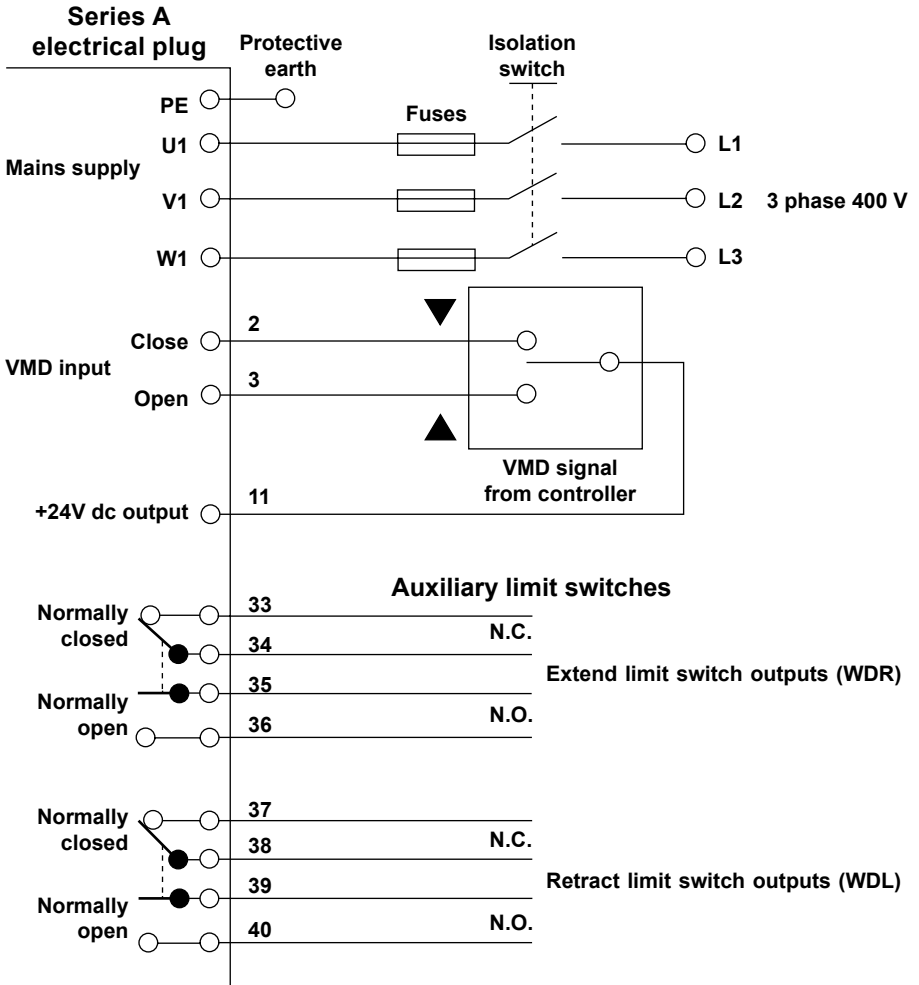 Series A
electrical plug
Protective
earth
Isolation
switch
PE
Fuses
U1
L1
Mains supply
V1
L2
3 phase 400 V
W1
L3
2
Close
VMD input
3
Open
VMD signal
from controller
11
+24V dc output
Auxiliary limit switches
Normally
closed
33
N.C.
34
Extend limit switch outputs (WDR)
35
Normally
open
N.O.
36
Normally
closed
37
N.C.
38
Retract limit switch outputs (WDL)
39
Normally
open
N.O.
40